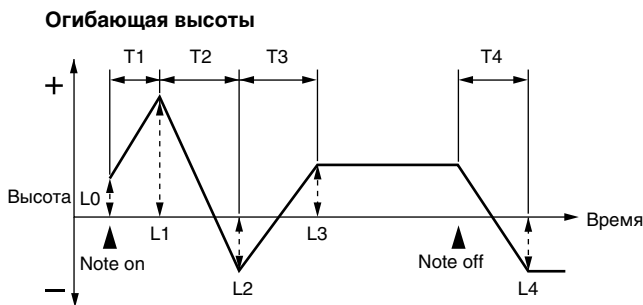 Огибающая высоты
T1 T2 T3 T4
+
Высота L0
L1 L3 Время
Note on Note off
L2 L4
−